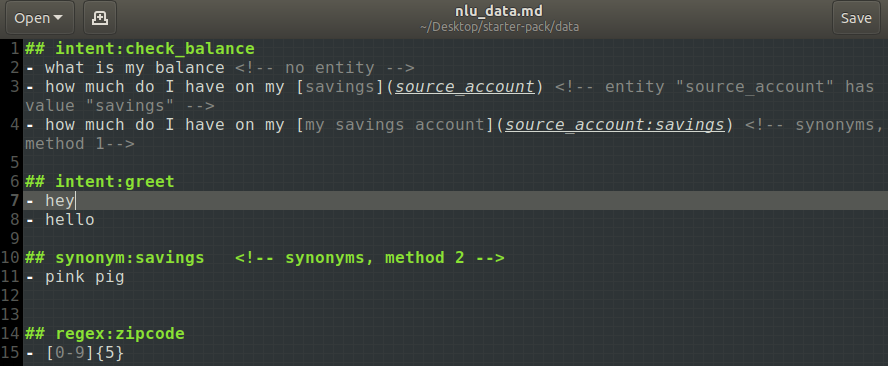 Open
nlu_data.md
~/Desktop/starter-pack/data
Save
1 ## intent:check_balance
2 - what is my balance <!-- no entity -->
3 - how much do I have on my [savings](source_account) <!-- entity "source_account" has
value "savings" -->
4 - how much do I have on my [my savings account](source_account:savings) <!-- synonyms,
method 1-->
5
6 ## intent:greet
7 - hey
8 - hello
9
10 ## synonym:savings   <!-- synonyms, method 2 -->
11 - pink pig
12
13
14 ## regex:zipcode
15 - [0-9]{5}